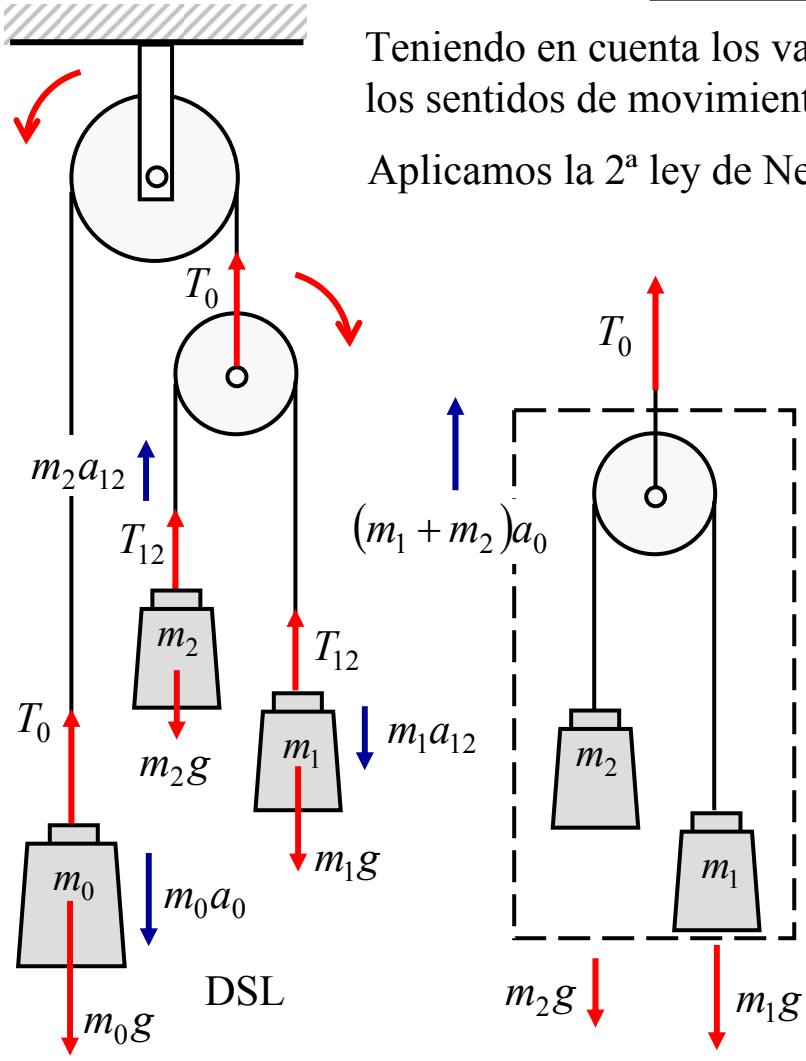 Teniendo en cuenta los va
los sentidos de movimient
Aplicamos la 2ª ley de Ne
T₀
T₀
m₂a₁₂
T₁₂
(m₁ + m₂)a₀
m₂
T₁₂
T₀
m₂g
m₁
m₁a₁₂
m₂
m₁g
m₀
m₀a₀
m₁
DSL
m₂g
m₁g
m₀g